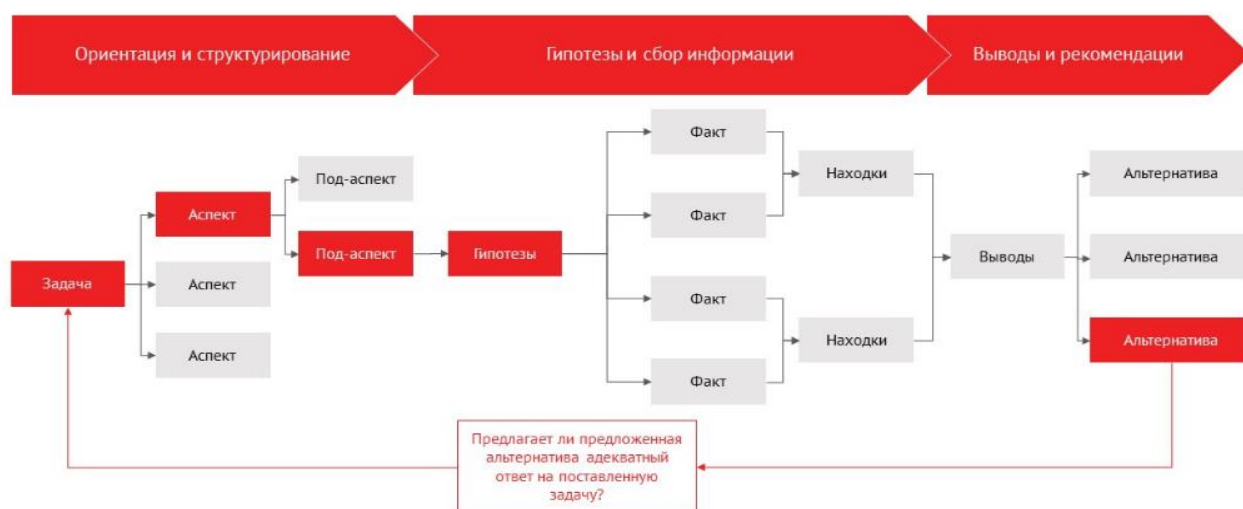 Ориентация и структурирование
Гипотезы и сбор информации
Выводы и рекомендации
Задача
Аспект
Аспект
Аспект
Под-аспект
Под-аспект
Гипотезы
Факт
Факт
Факт
Факт
Находки
Находки
Выводы
Альтернатива
Альтернатива
Альтернатива
Предлагает ли предложенная
альтернатива адекватный
ответ на поставленную
задачу?